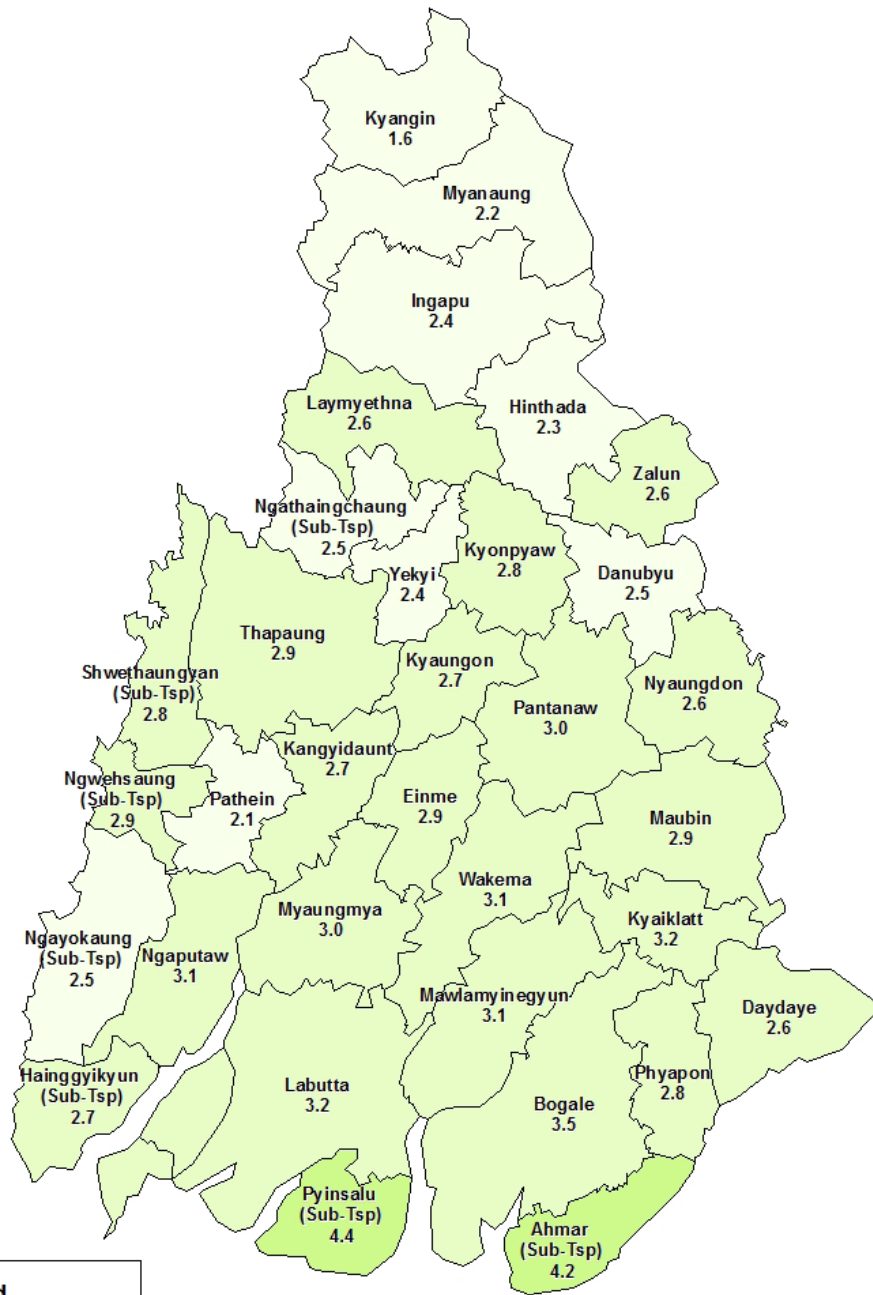 Kyangin
1.6
Myanaung
2.2
Ingapu
2.4
Laymyethna
2.6
Hinthada
2.3
Zalun
2.6
Ngathaingchaung
(Sub-Tsp)
2.5
Yekyi
2.4
Kyonpyaw
2.8
Danubyu
2.5
Thapaung
2.9
Shwethaungyan
(Sub-Tsp)
2.8
Kyaungon
2.7
Pantanaw
3.0
Nyaungdon
2.6
Kangyidaunt
2.7
Ngwehsaung
(Sub-Tsp)
2.9
Pathein
2.1
Einme
2.9
Maubin
2.9
Wakema
3.1
Myaungmya
3.0
Kyaiklatt
3.2
Ngayokaung
(Sub-Tsp)
2.5
Ngaputaw
3.1
Mawlamyinegyun
3.1
Daydaye
2.6
Hainggyikyun
(Sub-Tsp)
2.7
Labutta
3.2
Phyapon
2.8
Bogale
3.5
Pyinsalu
(Sub-Tsp)
4.4
Ahmar
(Sub-Tsp)
4.2